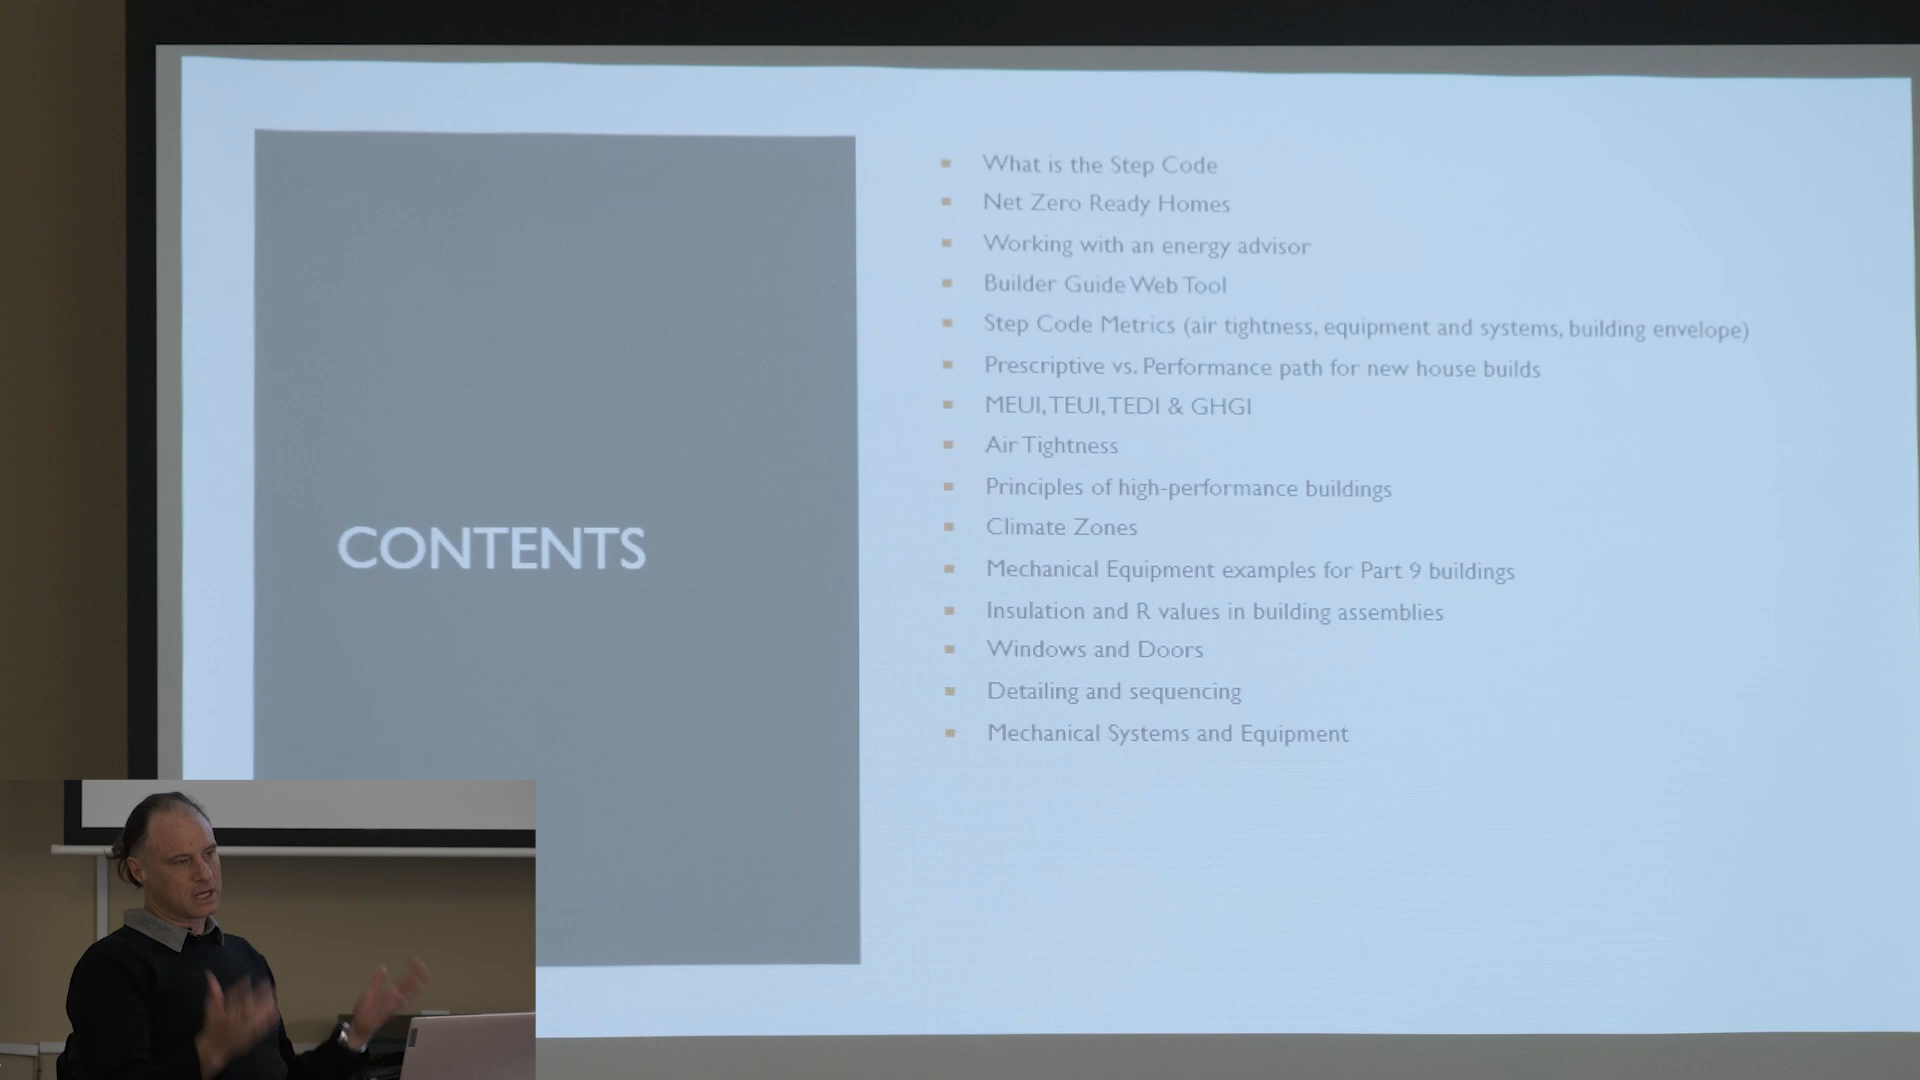 CONTENTS
What is the Step Code
Net Zero Ready Homes
Working with an energy advisor
Builder Guide Web Tool
Step Code Metrics (air tightness, equipment and systems, building envelope)
Prescriptive vs. Performance path for new house builds
MEUI, TEUI, TEDI & GHGI
Air Tightness
Principles of high-performance buildings
Climate Zones
Mechanical Equipment examples for Part 9 buildings
Insulation and R values in building assemblies
Windows and Doors
Detailing and sequencing
Mechanical Systems and Equipment